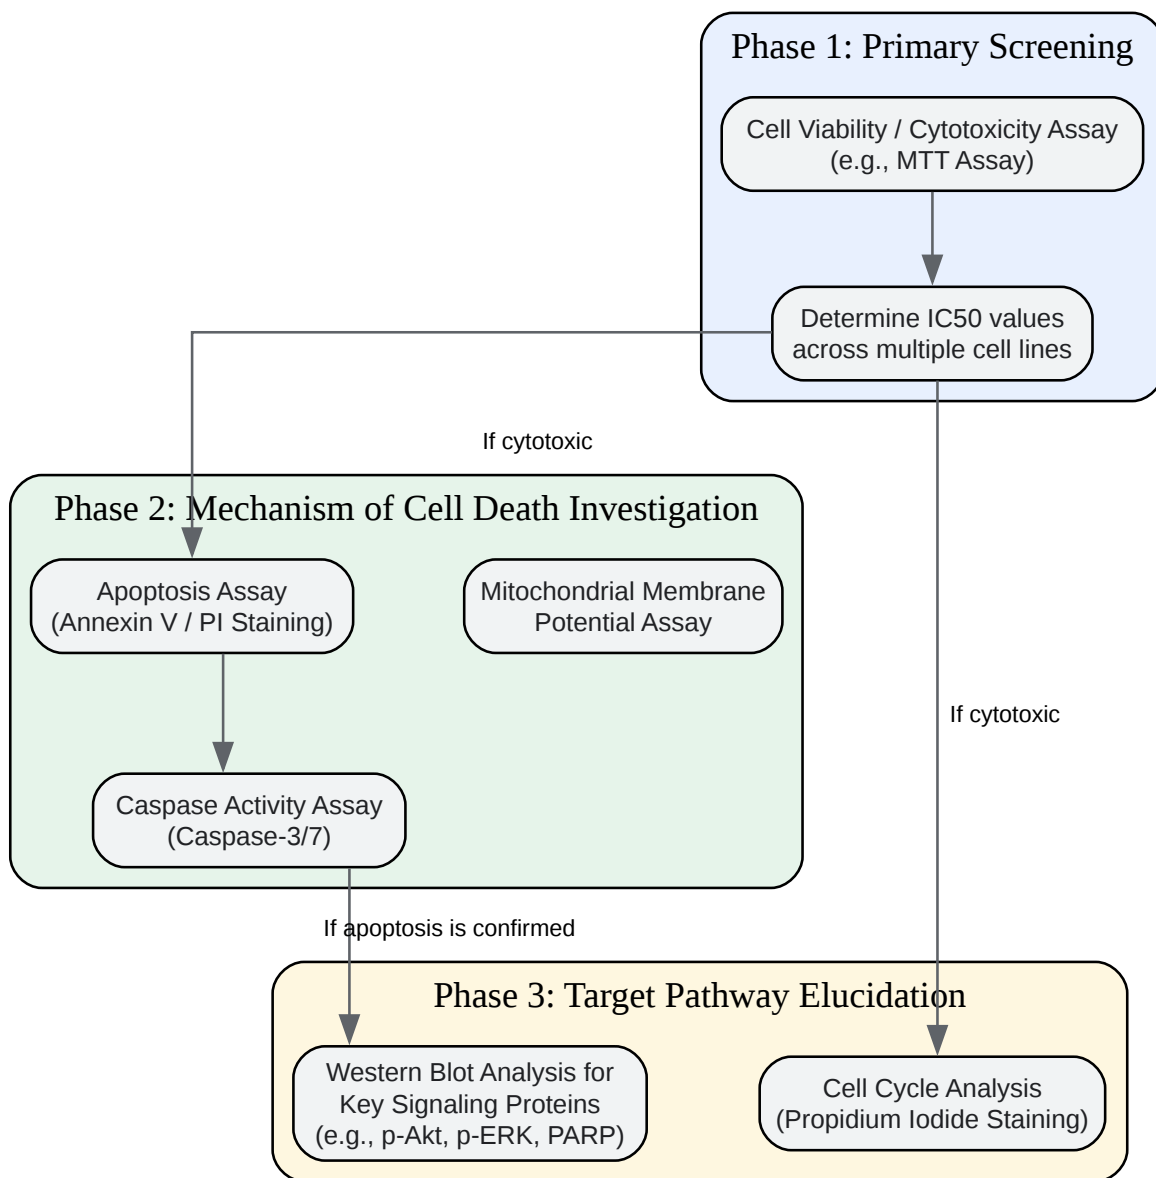 Phase 1: Primary Screening
Cell Viability / Cytotoxicity Assay
(e.g., MTT Assay)
Determine IC50 values
across multiple cell lines
If cytotoxic
Phase 2: Mechanism of Cell Death Investigation
Apoptosis Assay
(Annexin V / PI Staining)
Mitochondrial Membrane
Potential Assay
If cytotoxic
Caspase Activity Assay
(Caspase-3/7)
If apoptosis is confirmed
Phase 3: Target Pathway Elucidation
Western Blot Analysis for
Key Signaling Proteins
(e.g., p-Akt, p-ERK, PARP)
Cell Cycle Analysis
(Propidium Iodide Staining)